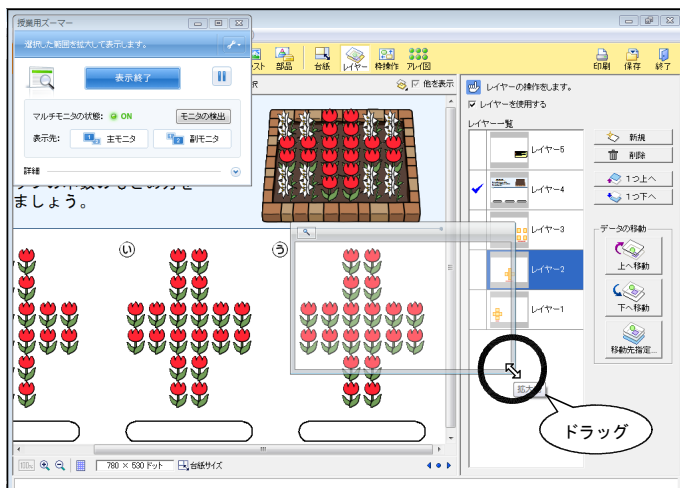 授業用ズーマー
選択した範囲を拡大して表示します。
表示終了
マルチモニタの状態: ON
モニタの検出
表示先:
主モニタ
副モニタ
詳細
部品
台紙
レイヤー
枠操作
アレイ図
印刷
保存
終了
他を表示
レイヤーの操作をします。
レイヤーを使用する
レイヤー一覧
レイヤー5
レイヤー4
レイヤー3
レイヤー2
レイヤー1
新規
削除
1つ上へ
1つ下へ
データの移動
上へ移動
下へ移動
移動先指定...
ましょう。
い
う
ドラッグ
780 × 530 ドット
台紙サイズ